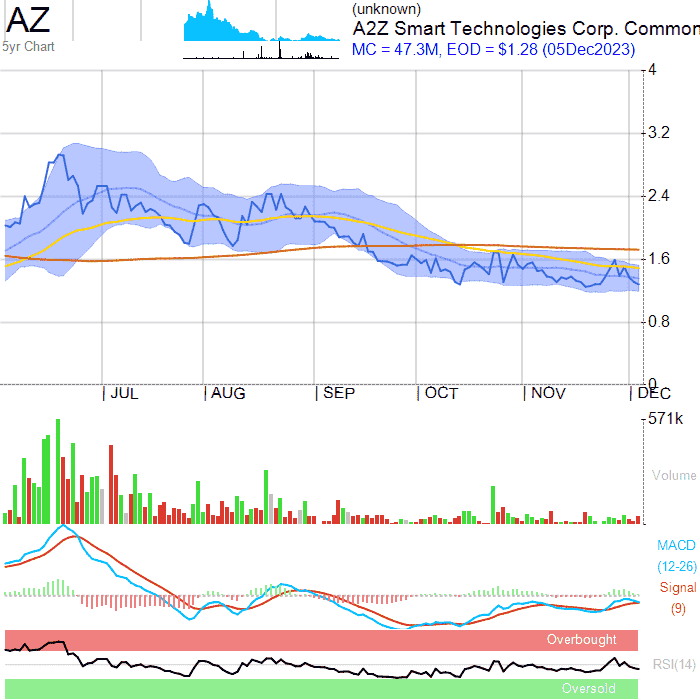 AZ
5yr Chart
(unknown)
A2Z Smart Technologies Corp. Common
MC = 47.3M, EOD = $1.28 (05Dec2023)
4
3.2
2.4
1.6
0.8
0
JUL
AUG
SEP
OCT
NOV
DEC
571k
Volume
MACD
(12-26)
Signal
(9)
Overbought
RSI(14)
Oversold